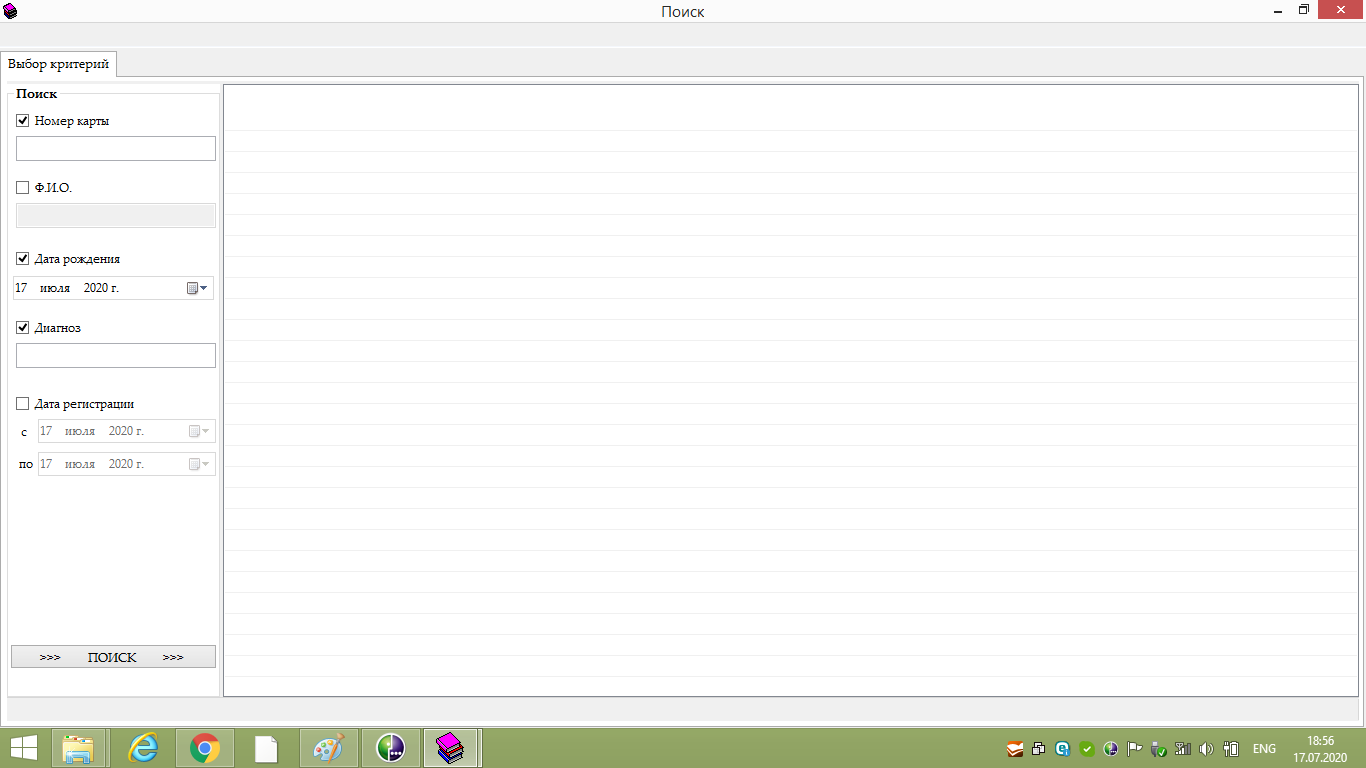 Поиск
Выбор критерий
Поиск
Номер карты
Ф.И.О.
Дата рождения
17 июля 2020 г.
Диагноз
Дата регистрации
с 17 июля 2020 г.
по 17 июля 2020 г.
>>> ПОИСК >>>
ENG
18:56
17.07.2020